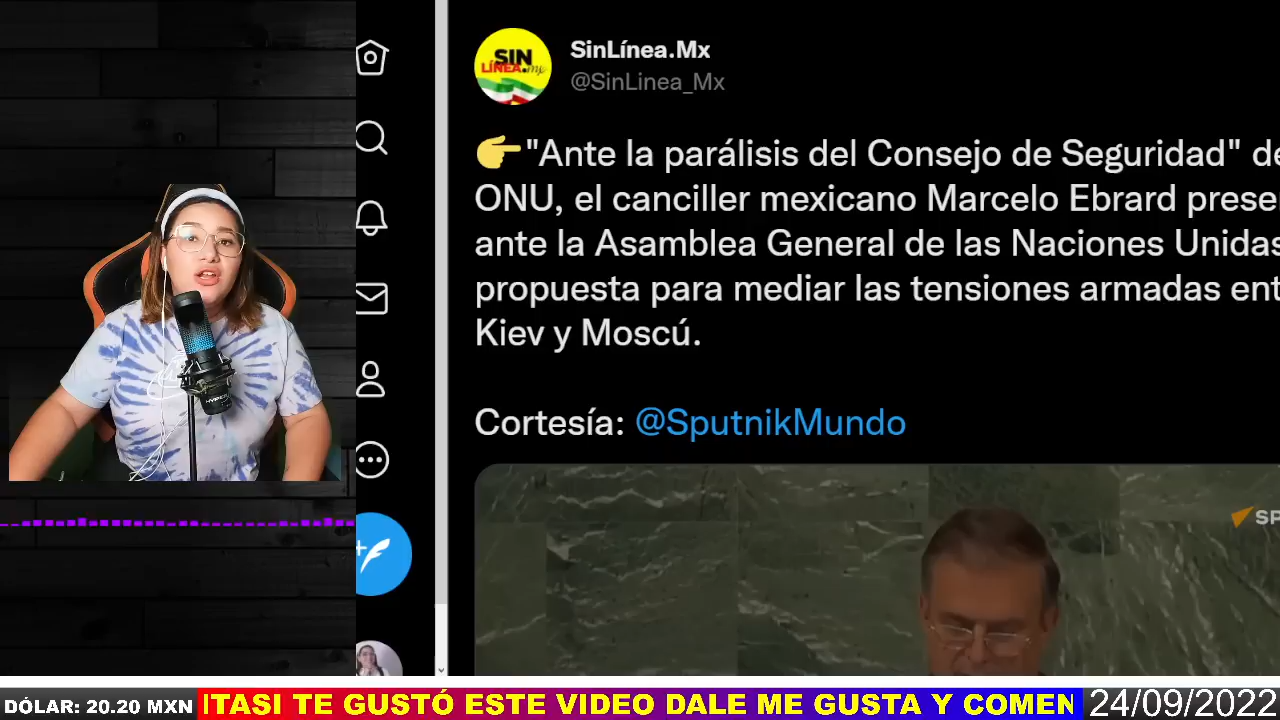 SIN
LÍNEA.mx
SinLínea.Mx
@SinLinea_Mx
👉"Ante la parálisis del Consejo de Seguridad" de
ONU, el canciller mexicano Marcelo Ebrard prese
ante la Asamblea General de las Naciones Unidas
propuesta para mediar las tensiones armadas ent
Kiev y Moscú.
Cortesía: @SputnikMundo
SP
HYPERX
DÓLAR: 20.20 MXN
ITASI TE GUSTÓ ESTE VIDEO DALE ME GUSTA Y COMEN
24/09/2022